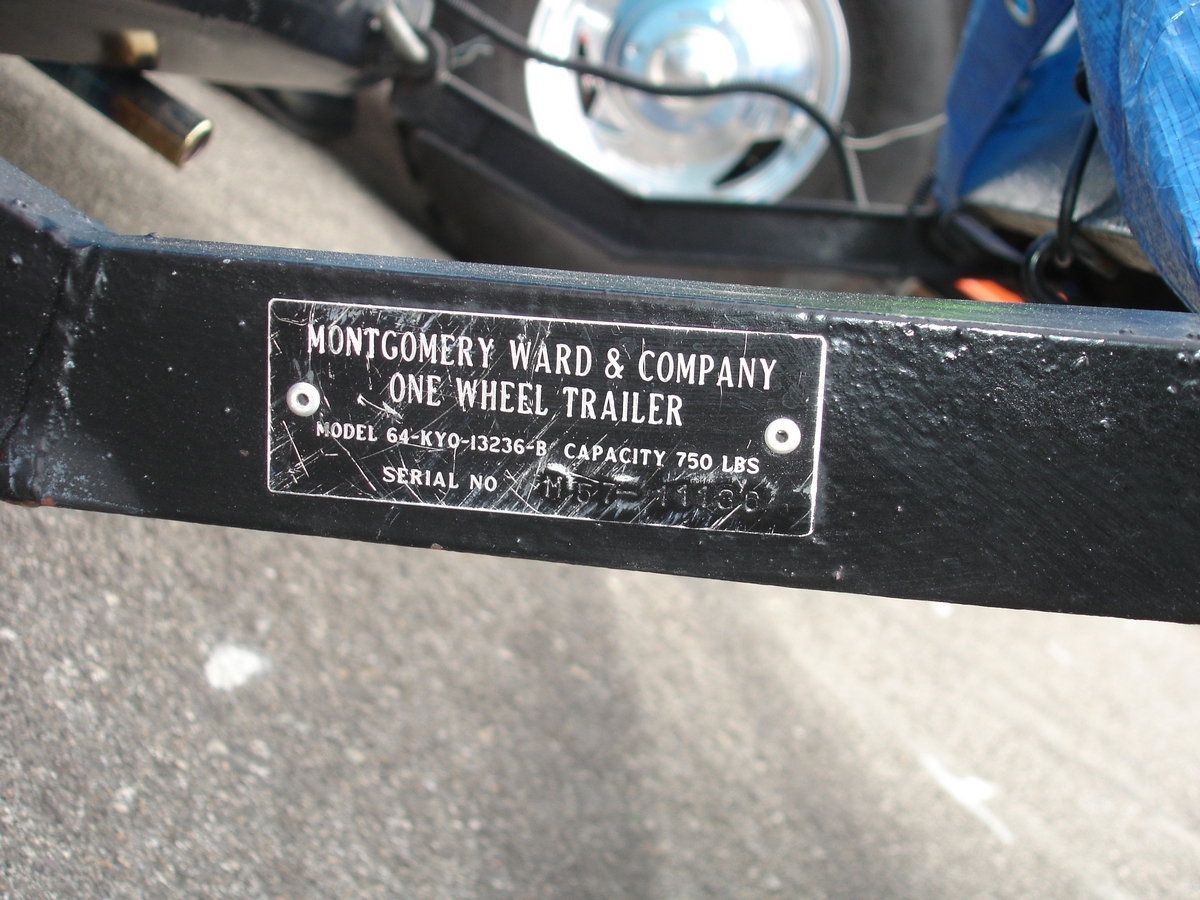 MONTGOMERY WARD & COMPANY
ONE WHEEL TRAILER
MODEL 64-KYO-13236-B CAPACITY 750 LBS
SERIAL NO